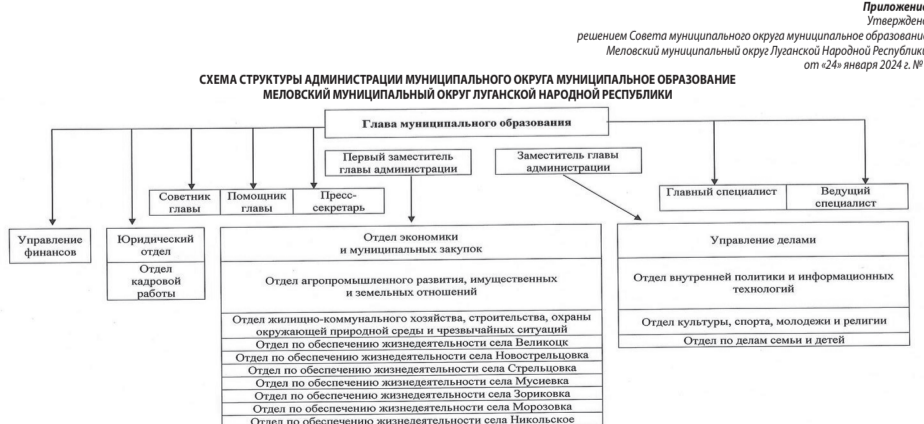 Приложение
Утверждено
решением Совета муниципального округа муниципальное образование
Меловский муниципальный округ Луганской Народной Республики
от «24» января 2024 г. №
СХЕМА СТРУКТУРЫ АДМИНИСТРАЦИИ МУНИЦИПАЛЬНОГО ОКРУГА МУНИЦИПАЛЬНОЕ ОБРАЗОВАНИЕ
МЕЛОВСКИЙ МУНИЦИПАЛЬНЫЙ ОКРУГ ЛУГАНСКОЙ НАРОДНОЙ РЕСПУБЛИКИ
Глава муниципального образования
Первый заместитель
главы администрации
Заместитель главы
администрации
Советник
главы
Помощник
главы
Пресс-
секретарь
Главный специалист
Ведущий
специалист
Управление
финансов
Юридический
отдел
Отдел
кадровой
работы
Отдел экономики
и муниципальных закупок
Отдел агропромышленного развития, имущественных
и земельных отношений
Отдел жилищно-коммунального хозяйства, строительства, охраны
окружающей природной среды и чрезвычайных ситуаций
Отдел по обеспечению жизнедеятельности села Великоцк
Отдел по обеспечению жизнедеятельности села Новострельцовка
Отдел по обеспечению жизнедеятельности села Стрельцовка
Отдел по обеспечению жизнедеятельности села Мусиевка
Отдел по обеспечению жизнедеятельности села Зориковка
Отдел по обеспечению жизнедеятельности села Морозовка
Отдел по обеспечению жизнедеятельности села Никольское
Управление делами
Отдел внутренней политики и информационных
технологий
Отдел культуры, спорта, молодежи и религии
Отдел по делам семьи и детей